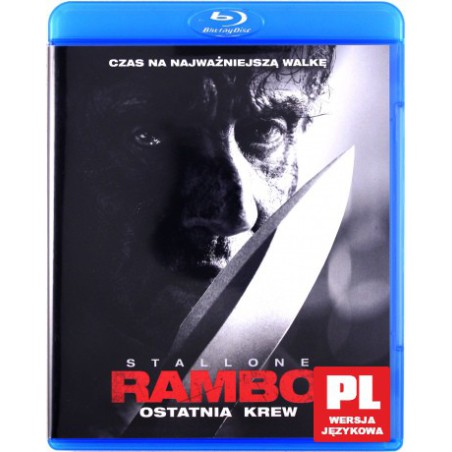 Blu-ray Disc
CZAS NA NAJWAŻNIEJSZĄ WALKĘ
STALLONE
RAMBO
OSTATNIA KREW
PL
WERSJA
JĘZYKOWA